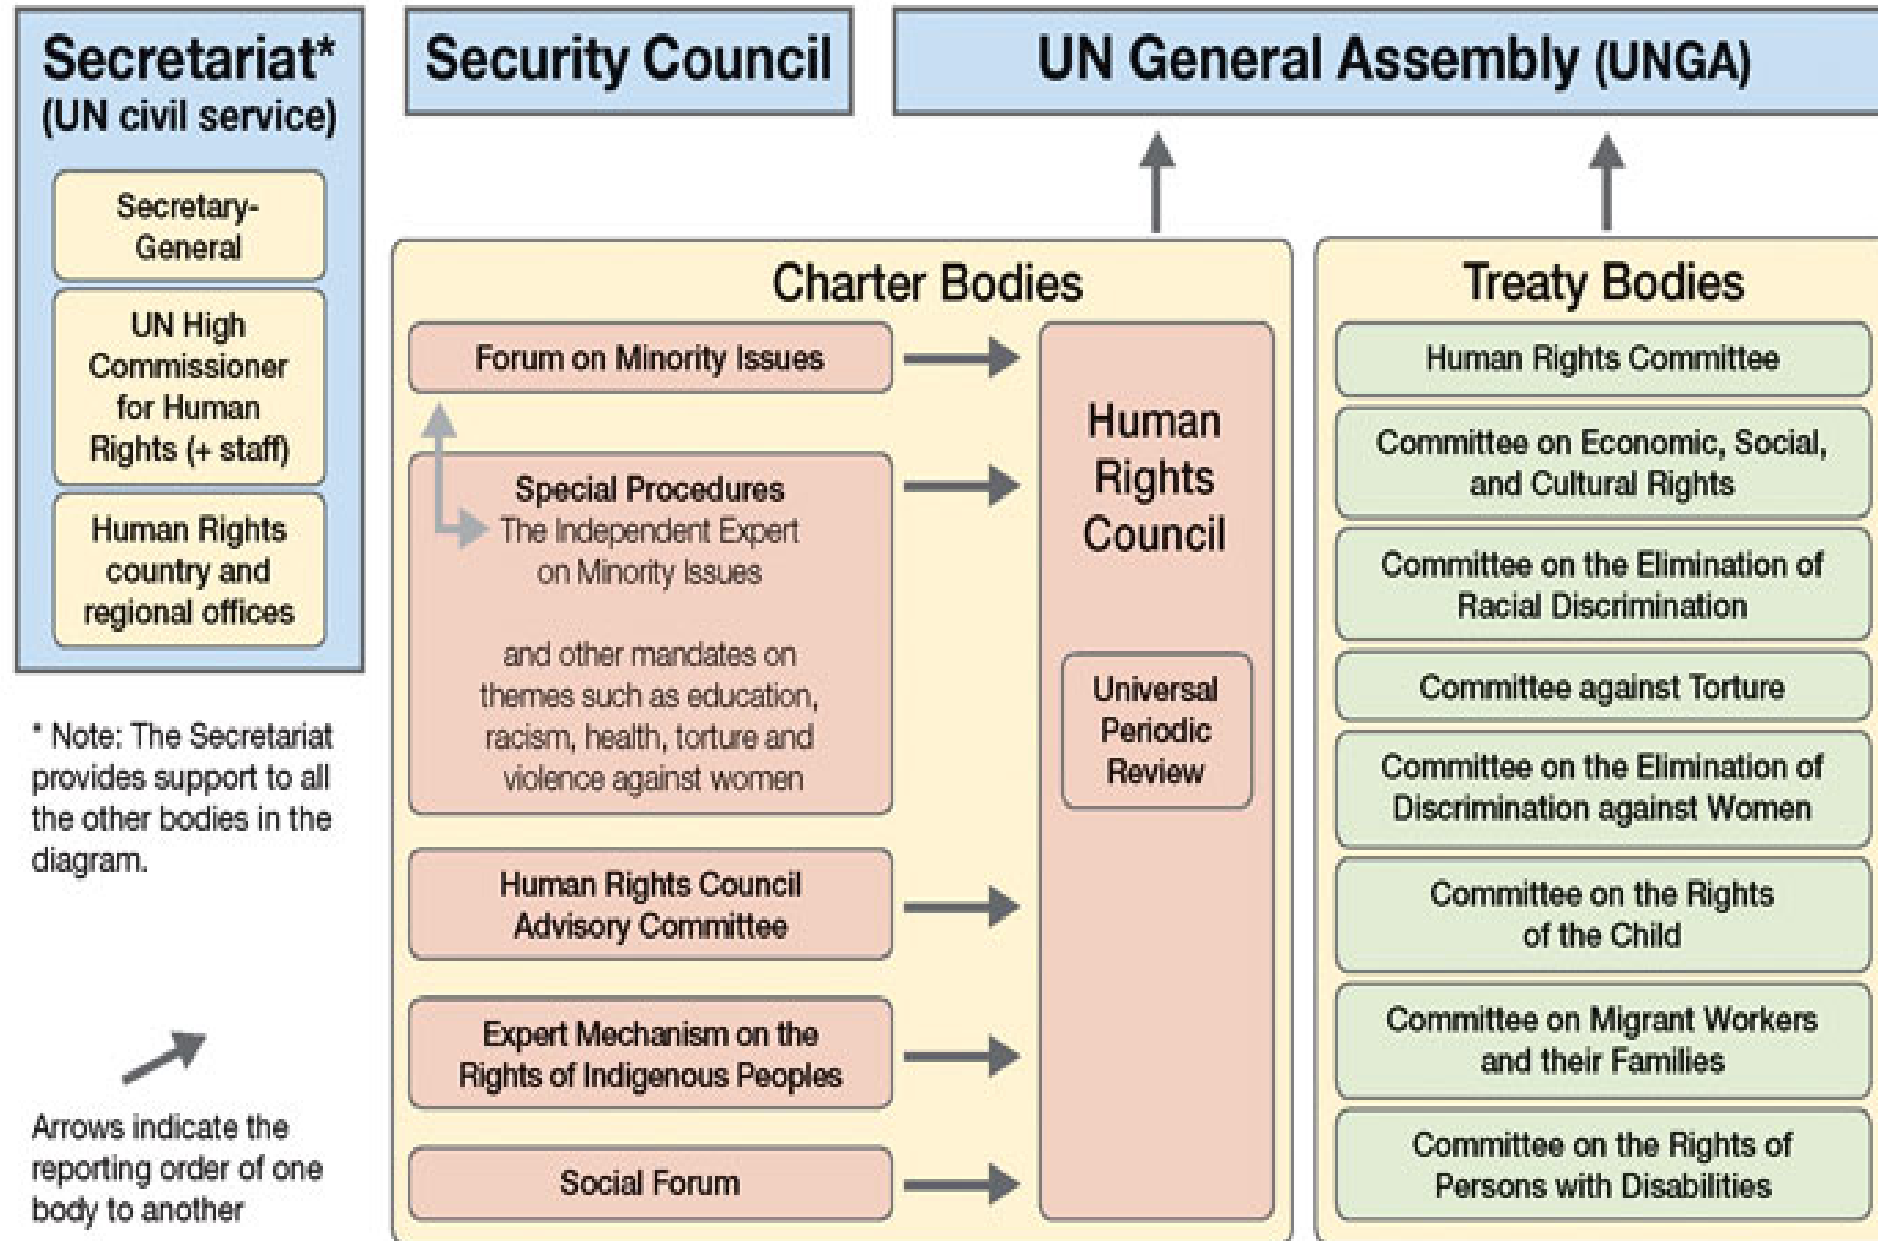 Secretariat*
(UN civil service)
Secretary-
General
UN High
Commissioner
for Human
Rights (+ staff)
Human Rights
country and
regional offices
* Note: The Secretariat
provides support to all
the other bodies in the
diagram.
Arrows indicate the
reporting order of one
body to another
Security Council
UN General Assembly (UNGA)
Charter Bodies
Forum on Minority Issues
Special Procedures
The Independent Expert
on Minority Issues
and other mandates on
themes such as education,
racism, health, torture and
violence against women
Human Rights Council
Advisory Committee
Expert Mechanism on the
Rights of Indigenous Peoples
Social Forum
Human
Rights
Council
Universal
Periodic
Review
Treaty Bodies
Human Rights Committee
Committee on Economic, Social,
and Cultural Rights
Committee on the Elimination of
Racial Discrimination
Committee against Torture
Committee on the Elimination of
Discrimination against Women
Committee on the Rights
of the Child
Committee on Migrant Workers
and their Families
Committee on the Rights of
Persons with Disabilities